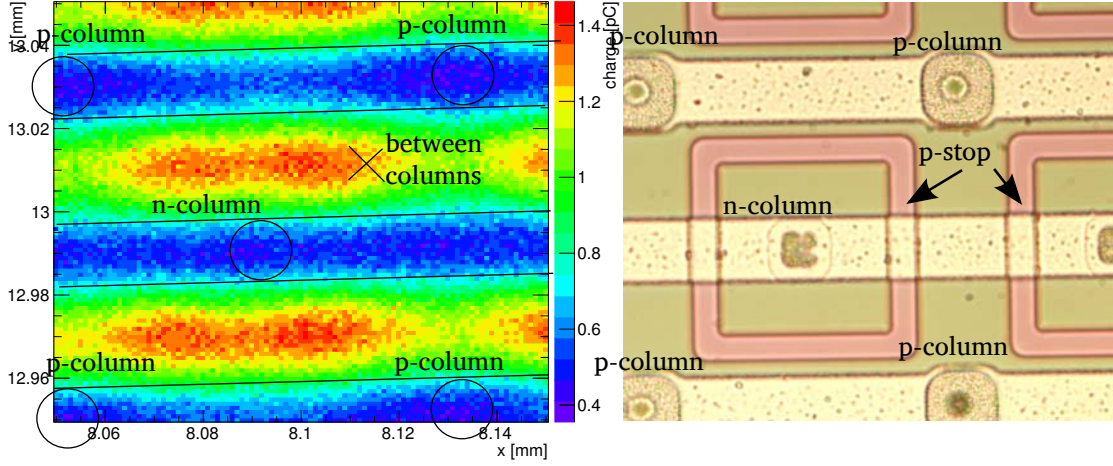 [mm]
13.04
13.02
13
12.98
12.96
p-column
p-column
between
columns
n-column
p-column
p-column
8.06
8.08
8.1
8.12
8.14
x [mm]
1.4
1.2
1
0.8
0.6
0.4
charge [pC]
p-column
p-column
p-stop
n-column
p-column
p-column